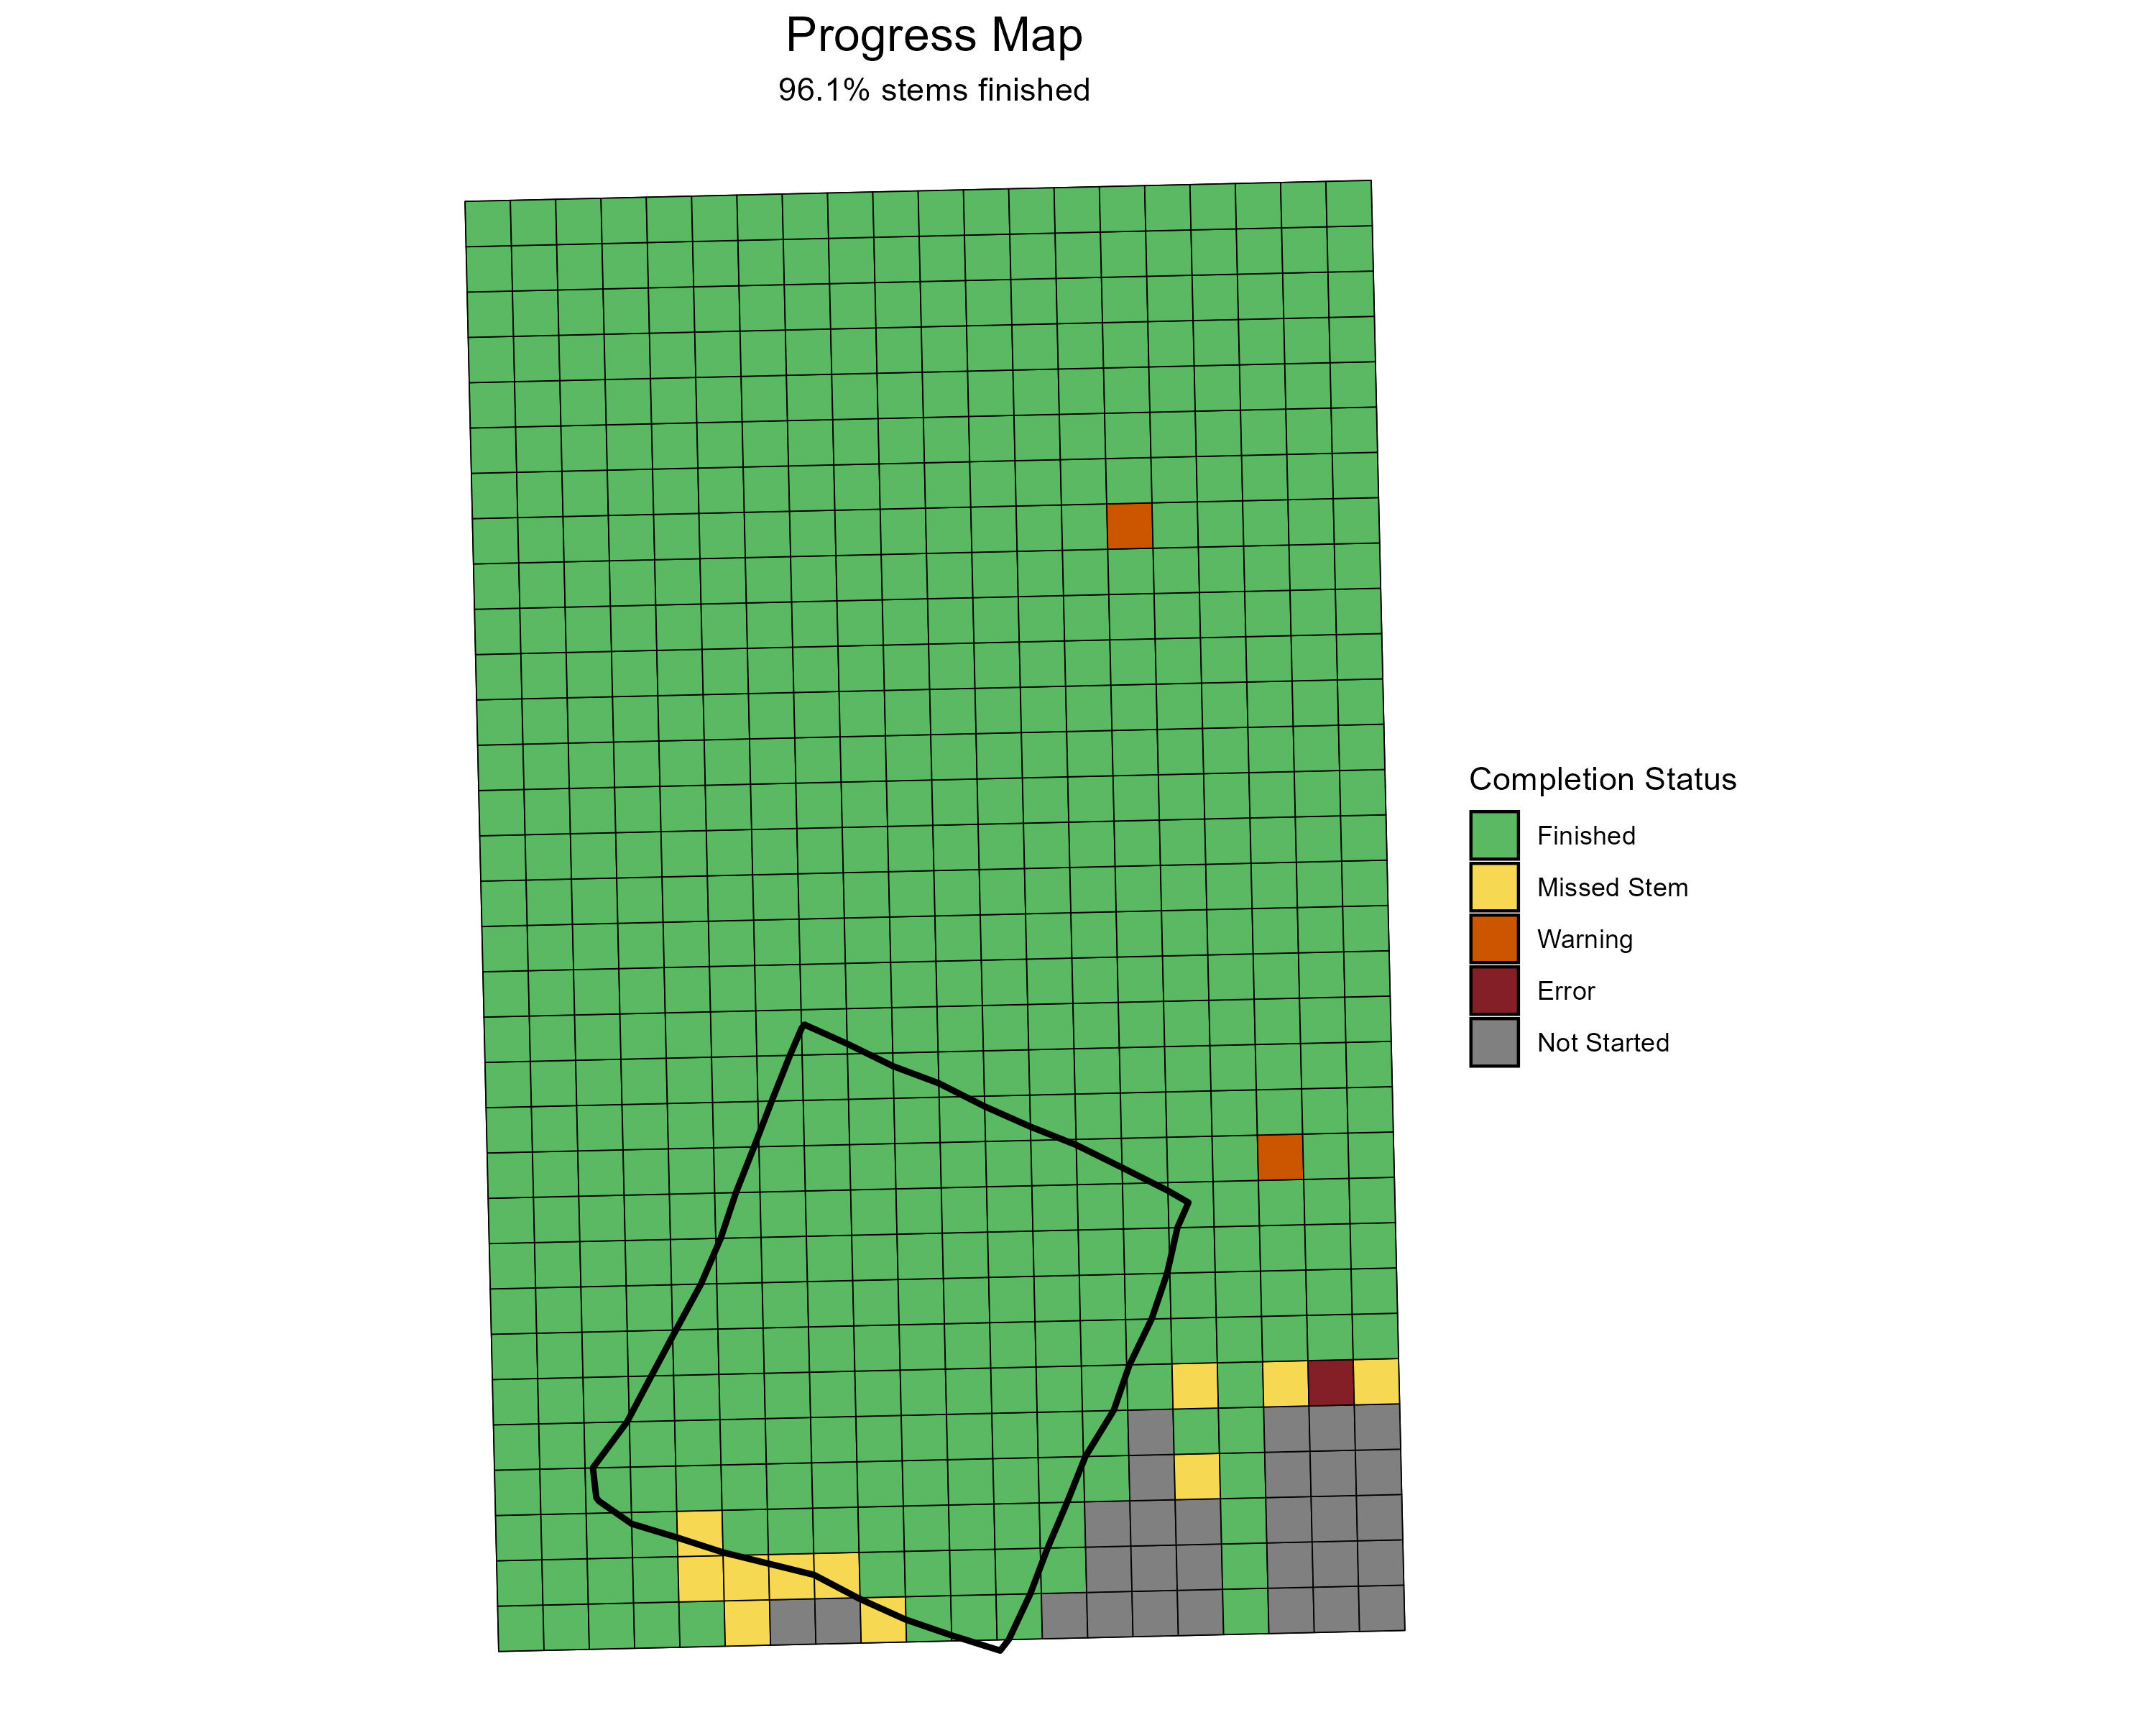 Progress Map
96.1% stems finished
Completion Status
Finished
Missed Stem
Warning
Error
Not Started